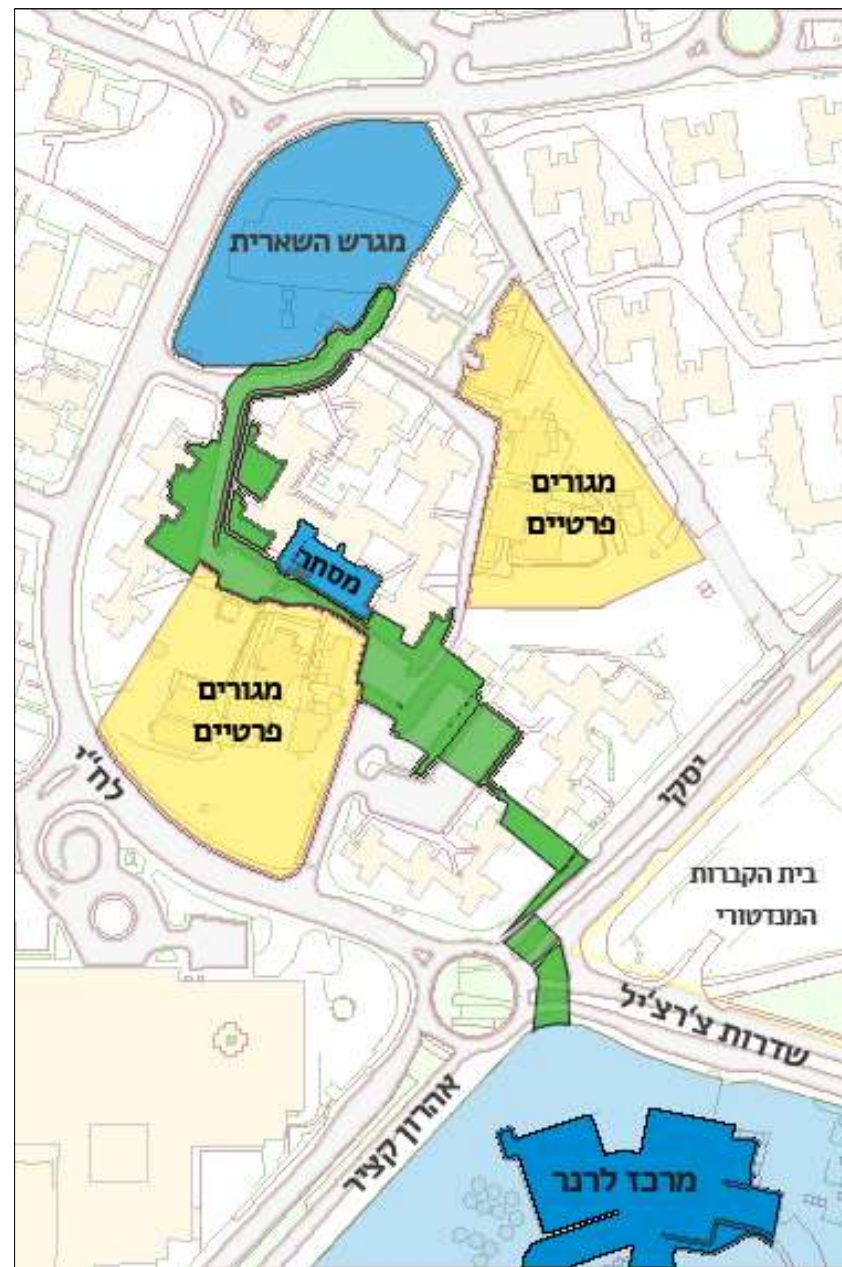 מגרש השארית
מגורים
פרטיים
מסחר
מגורים
פרטיים
לח"י
יסקי
בית הקברות
המנדטורי
שדרות צ'רצ'יל
אהרון קציר
מרכז לרנר